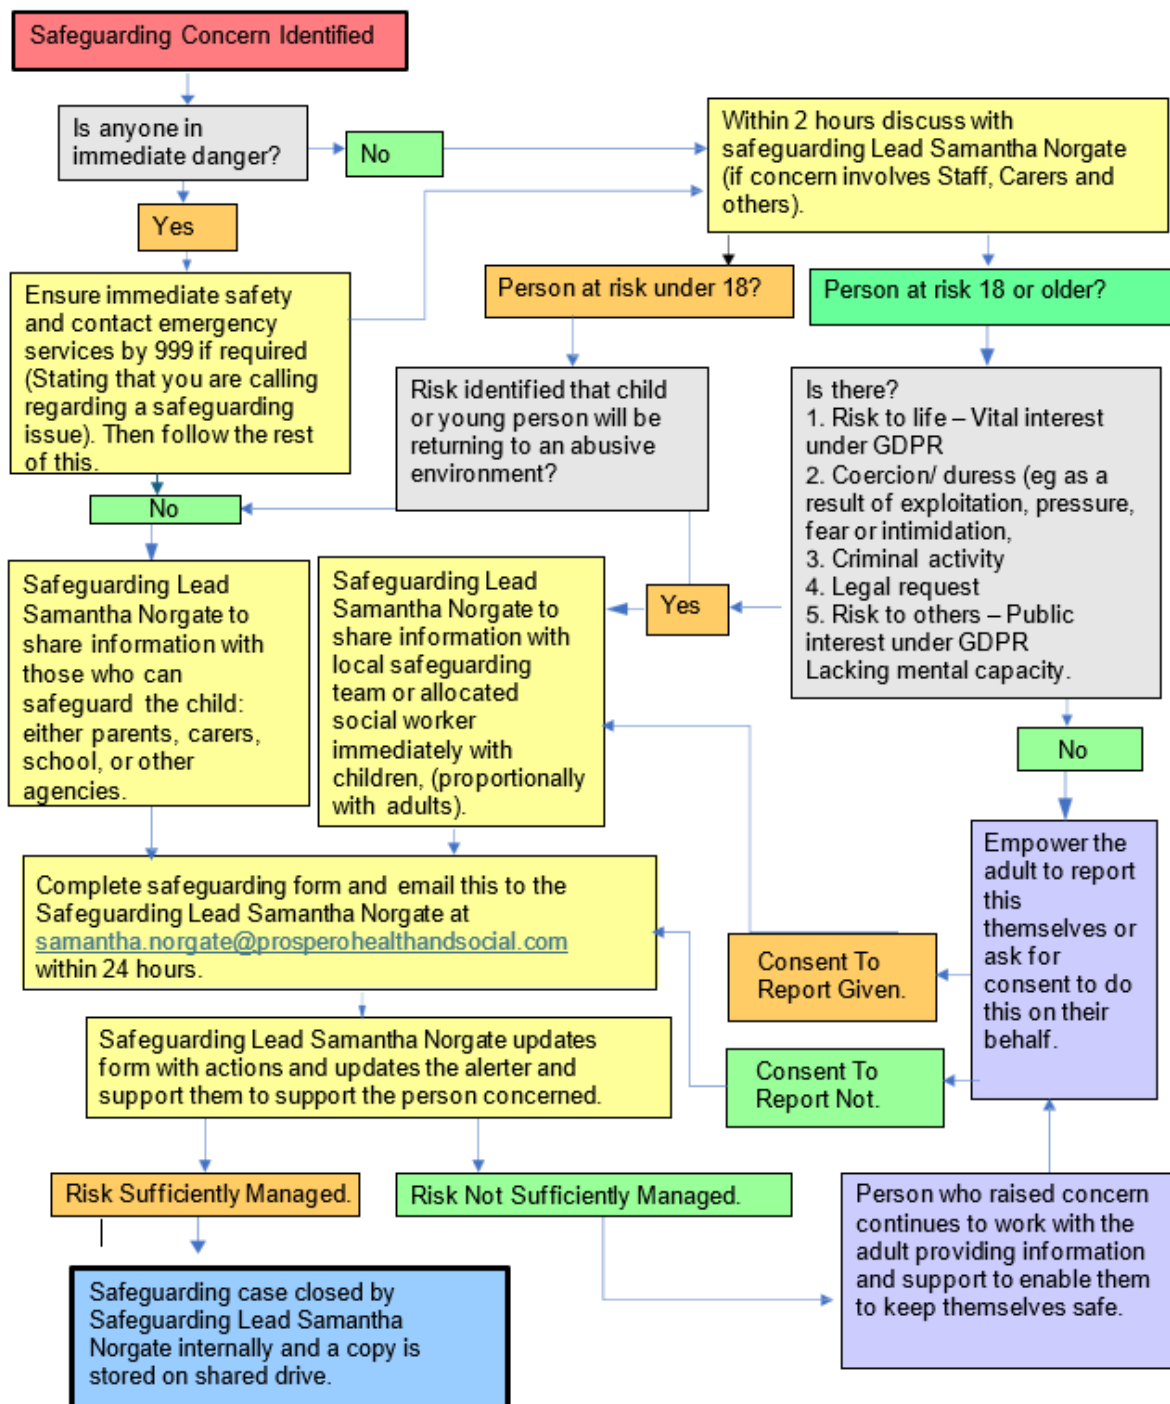 Safeguarding Concern Identified
Is anyone in
immediate danger?
No
Within 2 hours discuss with
safeguarding Lead Samantha Norgate
(if concern involves Staff, Carers and
others).
Yes
Ensure immediate safety
and contact emergency
services by 999 if required
(Stating that you are calling
regarding a safeguarding
issue). Then follow the rest
of this.
Person at risk under 18?
Person at risk 18 or older?
Risk identified that child
or young person will be
returning to an abusive
environment?
Is there?
1. Risk to life – Vital interest
under GDPR
2. Coercion/ duress (eg as a
result of exploitation, pressure,
fear or intimidation,
3. Criminal activity
4. Legal request
5. Risk to others – Public
interest under GDPR
Lacking mental capacity.
No
Safeguarding Lead
Samantha Norgate to
share information with
those who can
safeguard the child:
either parents, carers,
school, or other
agencies.
Safeguarding Lead
Samantha Norgate to
share information with
local safeguarding
team or allocated
social worker
immediately with
children, (proportionally
with adults).
Yes
No
Empower the
adult to report
this
themselves or
ask for
consent to do
this on their
behalf.
Complete safeguarding form and email this to the
Safeguarding Lead Samantha Norgate at
samantha.norgate@prosperohealthandsocial.com
within 24 hours.
Consent To
Report Given.
Consent To
Report Not.
Safeguarding Lead Samantha Norgate updates
form with actions and updates the alerter and
support them to support the person concerned.
Risk Sufficiently Managed.
Risk Not Sufficiently Managed.
Person who raised concern
continues to work with the
adult providing information
and support to enable them
to keep themselves safe.
Safeguarding case closed by
Safeguarding Lead Samantha
Norgate internally and a copy is
stored on shared drive.